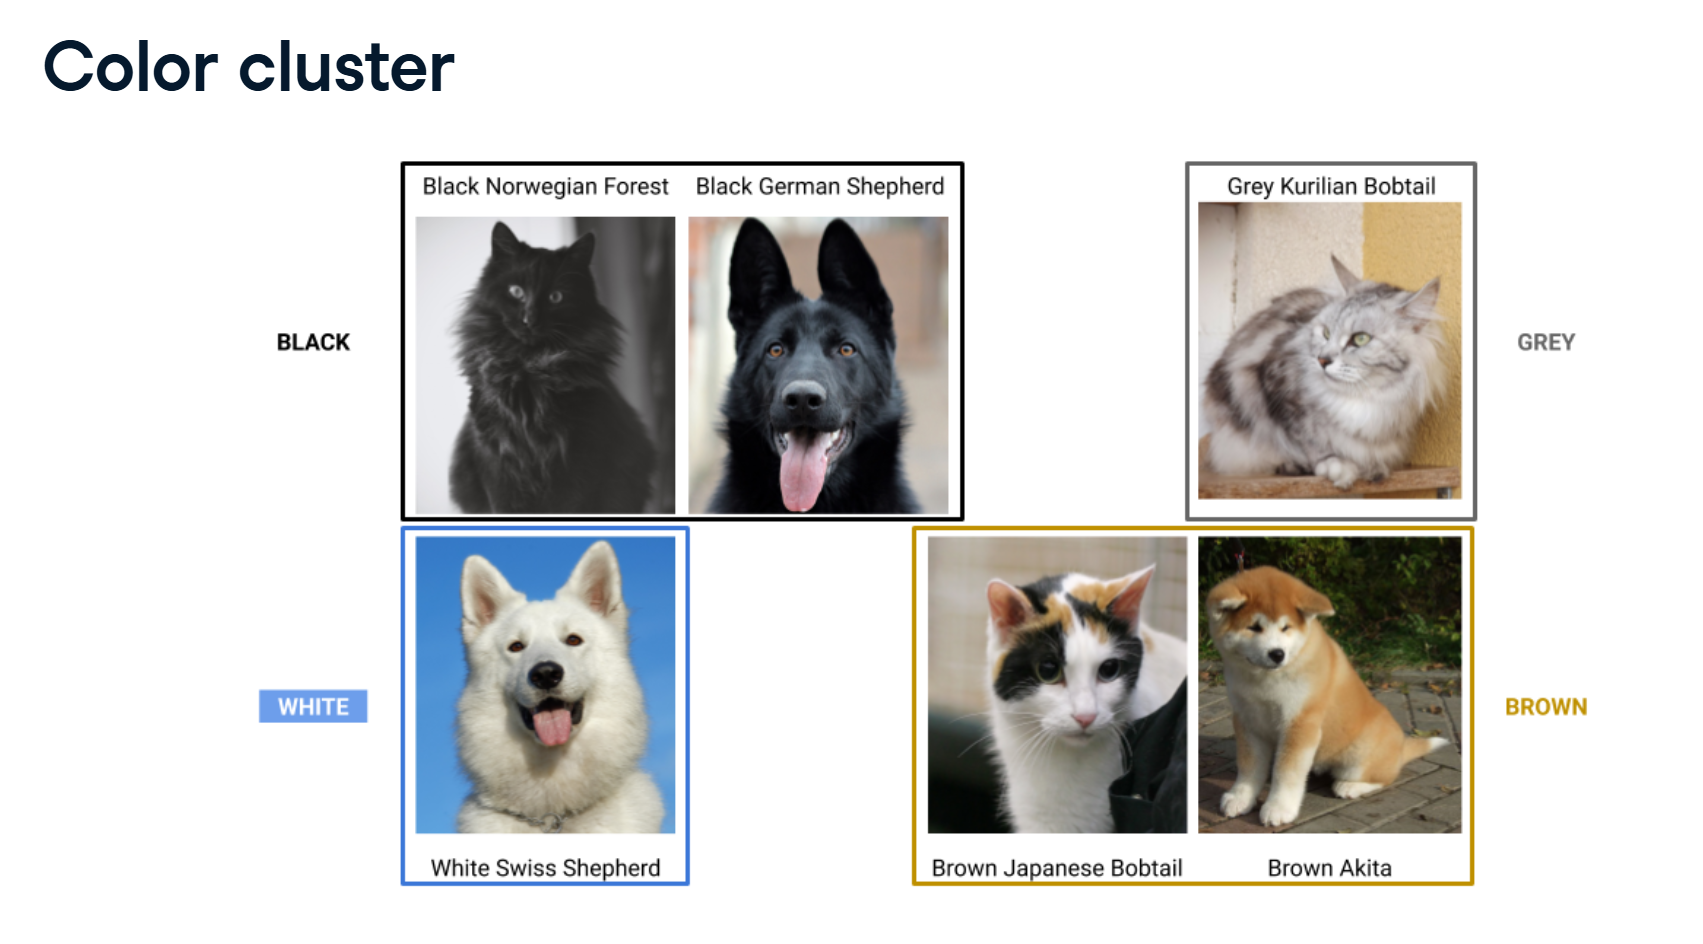 Color cluster
Black Norwegian Forest
Black German Shepherd
Grey Kurilian Bobtail
BLACK
GREY
WHITE
BROWN
White Swiss Shepherd
Brown Japanese Bobtail
Brown Akita